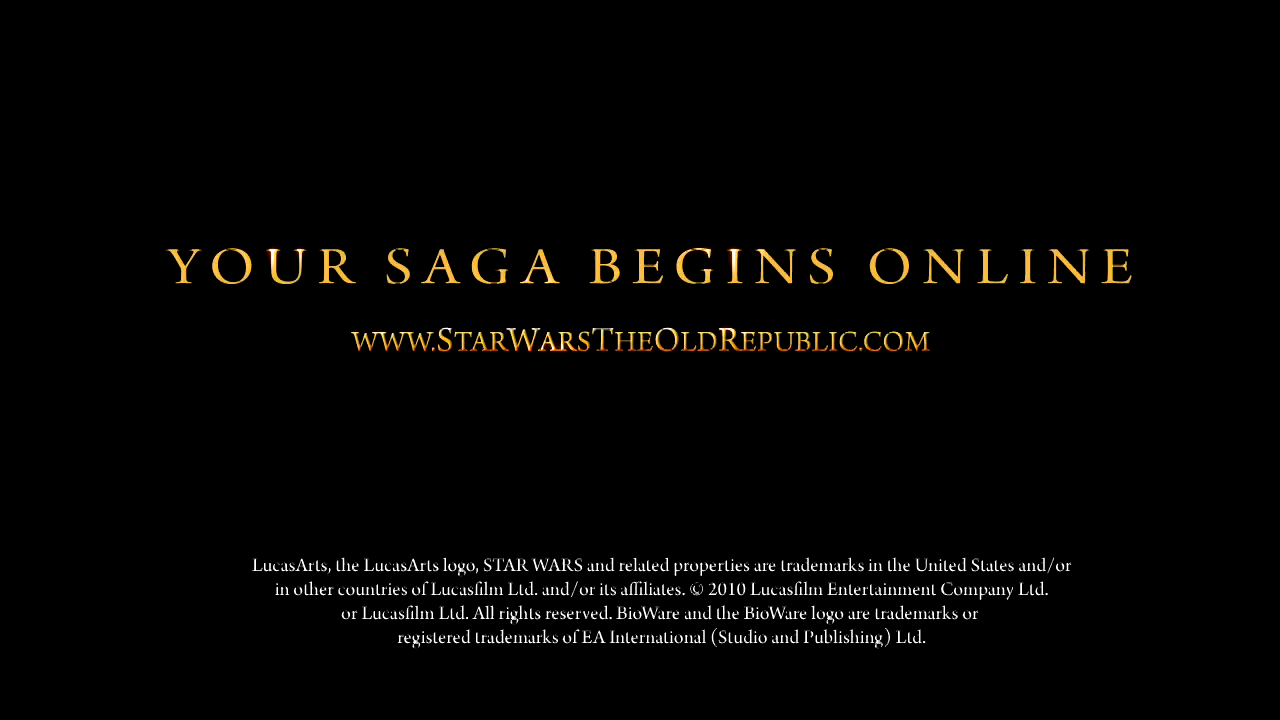 YOUR SAGA BEGINS ONLINE
WWW.STARWARSTHEOLDREPUBLIC.COM
LucasArts, the LucasArts logo, STAR WARS and related properties are trademarks in the United States and/or
in other countries of Lucasfilm Ltd. and/or its affiliates. © 2010 Lucasfilm Entertainment Company Ltd.
or Lucasfilm Ltd. All rights reserved. BioWare and the BioWare logo are trademarks or
registered trademarks of EA International (Studio and Publishing) Ltd.